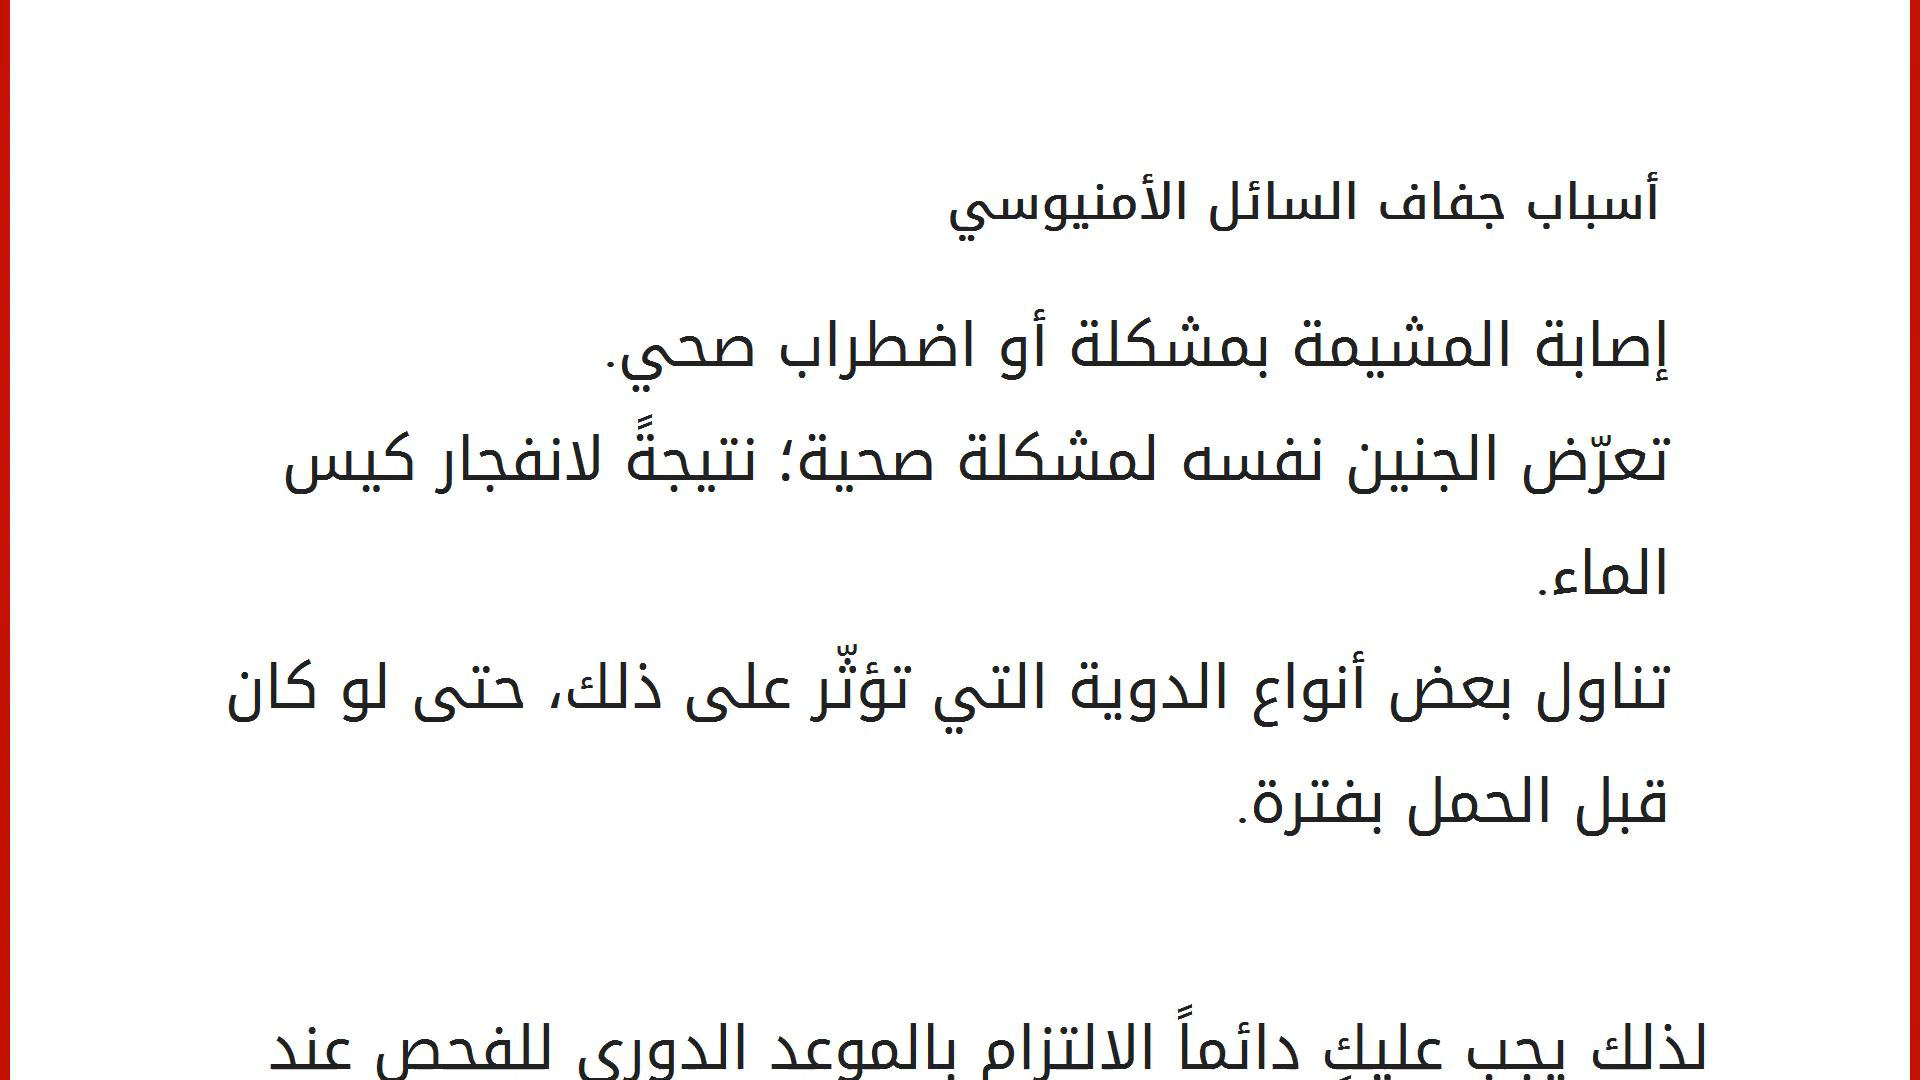 أسباب جفاف السائل الأمنيوسي
إصابة المشيمة بمشكلة أو اضطراب صحي.
تعرّض الجنين نفسه لمشكلة صحية؛ نتيجةً لانفجار كيس
الماء.
تناول بعض أنواع الدوية التي تؤثّر على ذلك، حتى لو كان
قبل الحمل بفترة.
لذلك يجب عليكِ دائماً الالتزام بالموعد الدوري للفحص عند